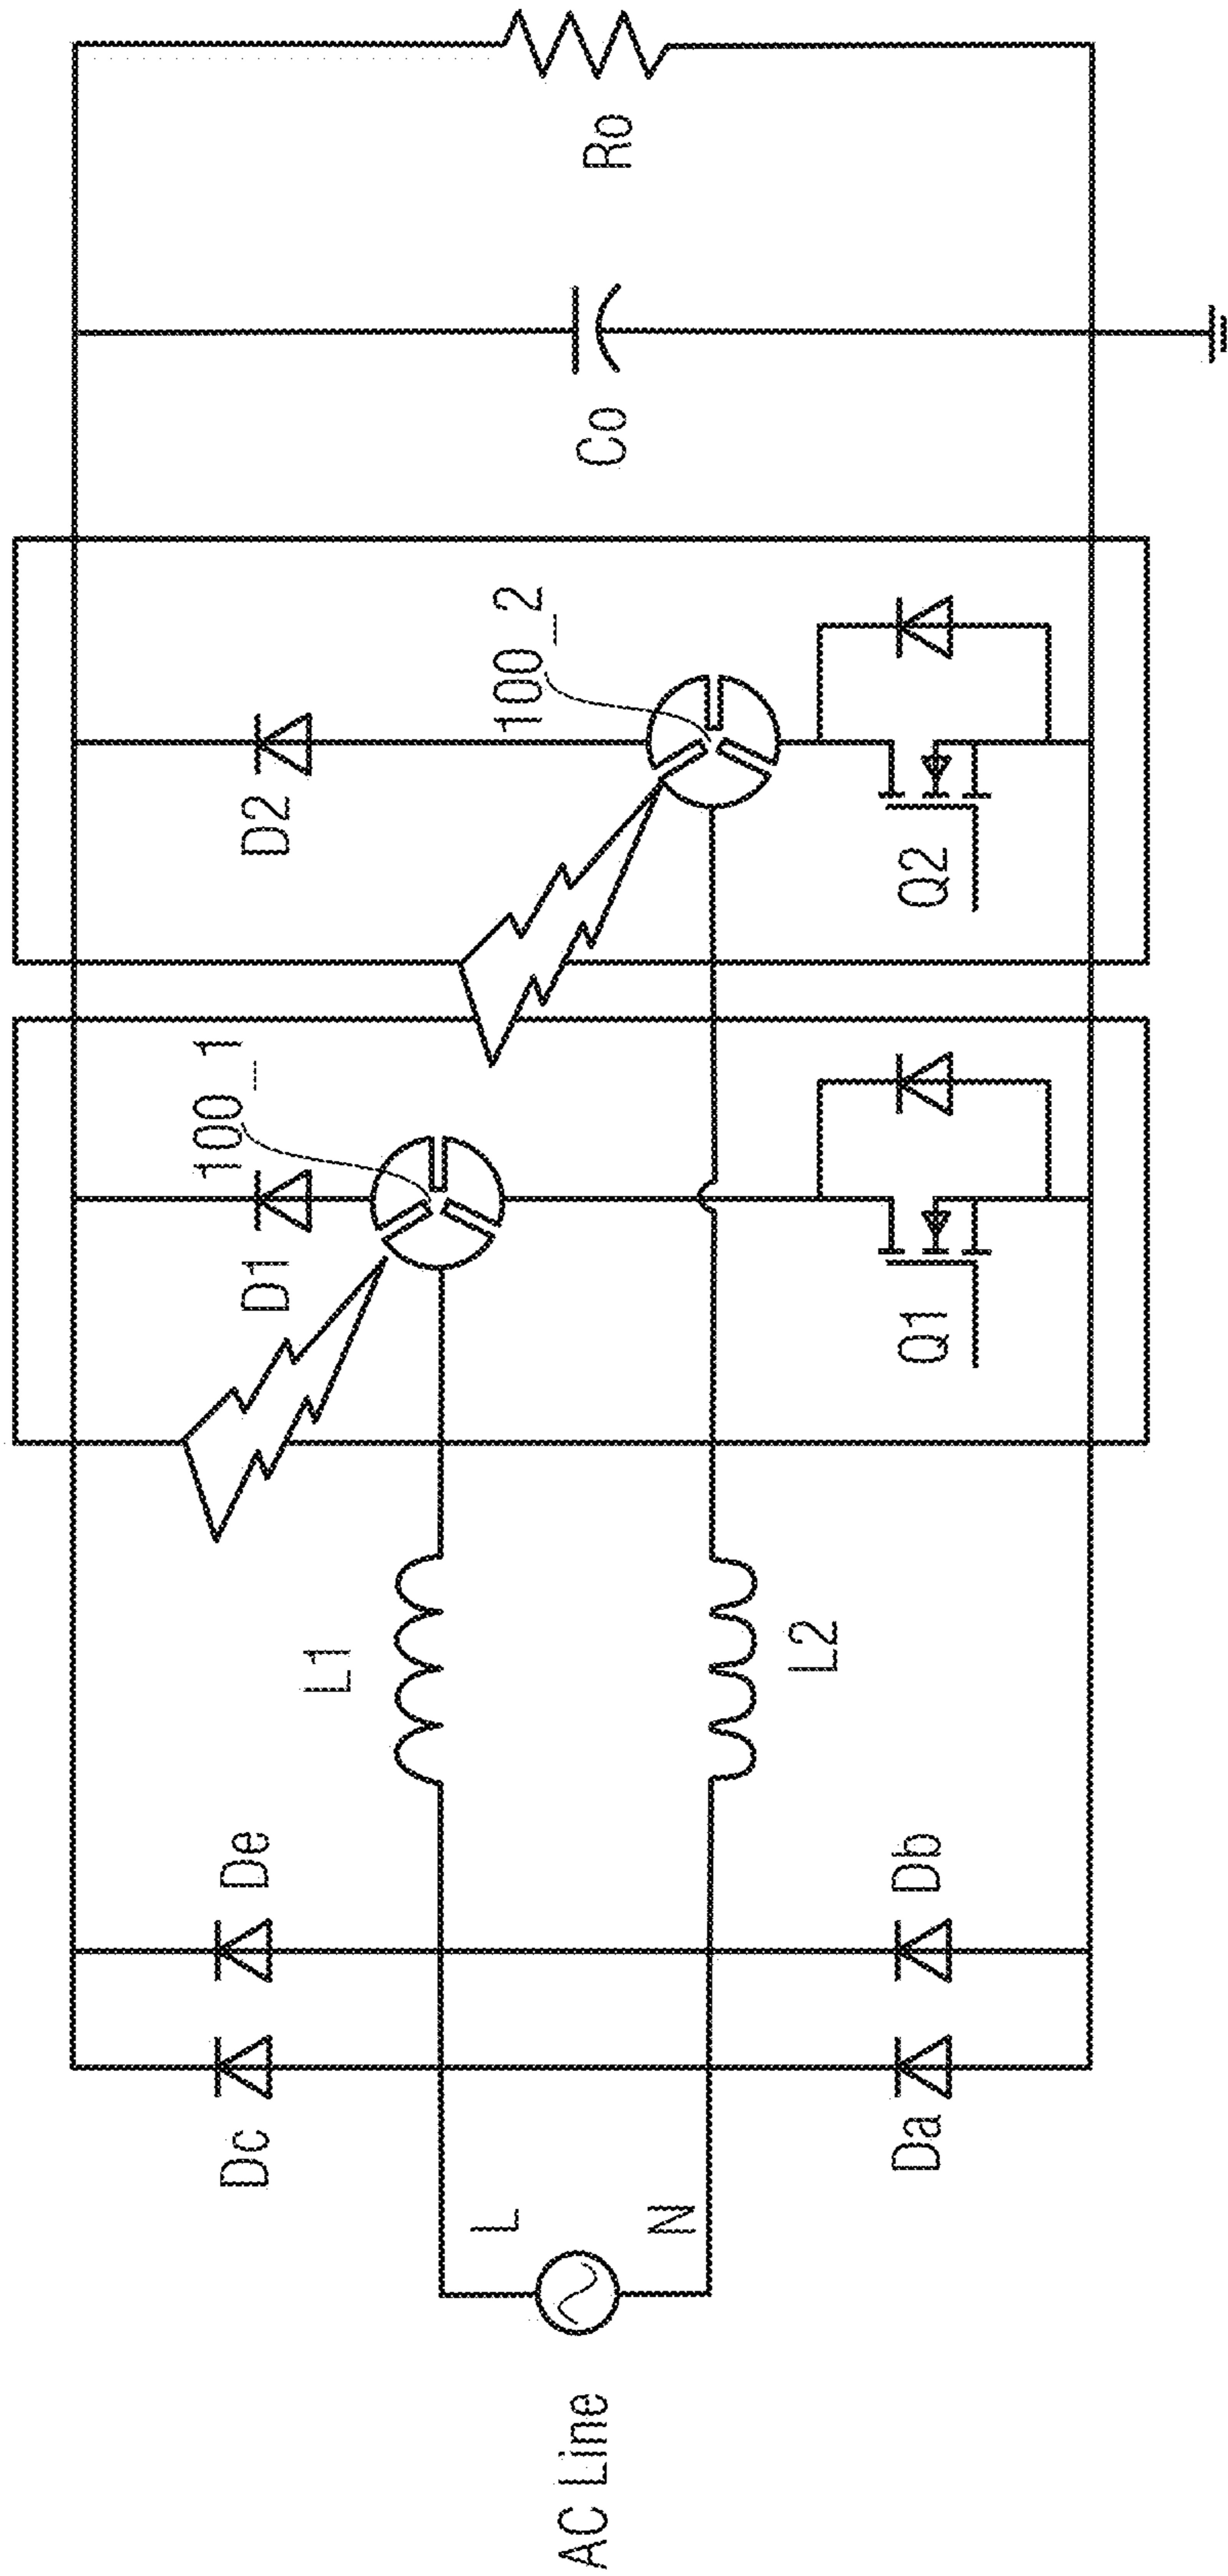 AC Line
L
N
Dc
De
Da
Db
L1
L2
D1
100_1
Q1
D2
100_2
Q2
Co
Ro